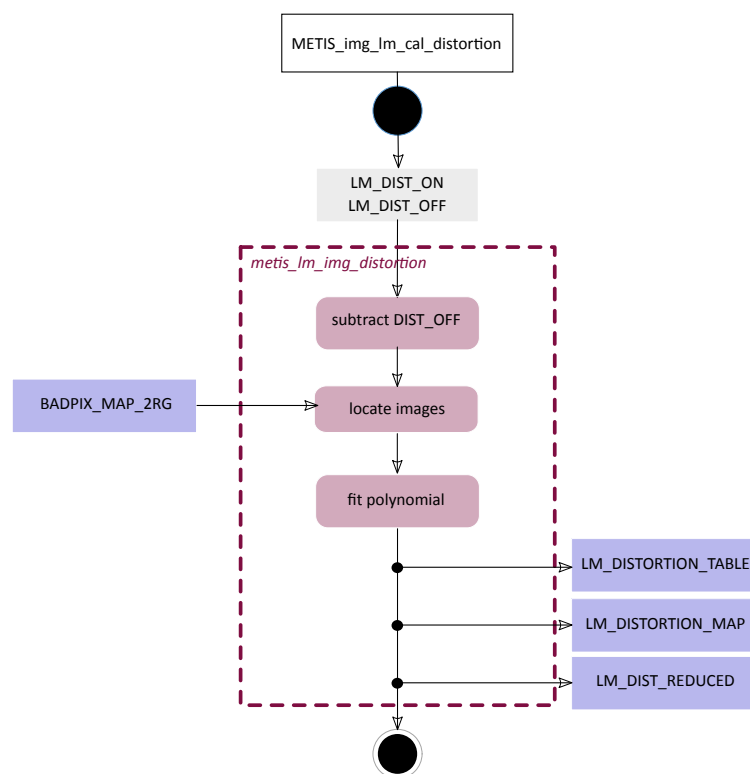 METIS_img_lm_cal_distortion
LM_DIST_ON
LM_DIST_OFF
metis_lm_img_distortion
subtract DIST_OFF
BADPIX_MAP_2RG
locate images
fit polynomial
LM_DISTORTION_TABLE
LM_DISTORTION_MAP
LM_DIST_REDUCED